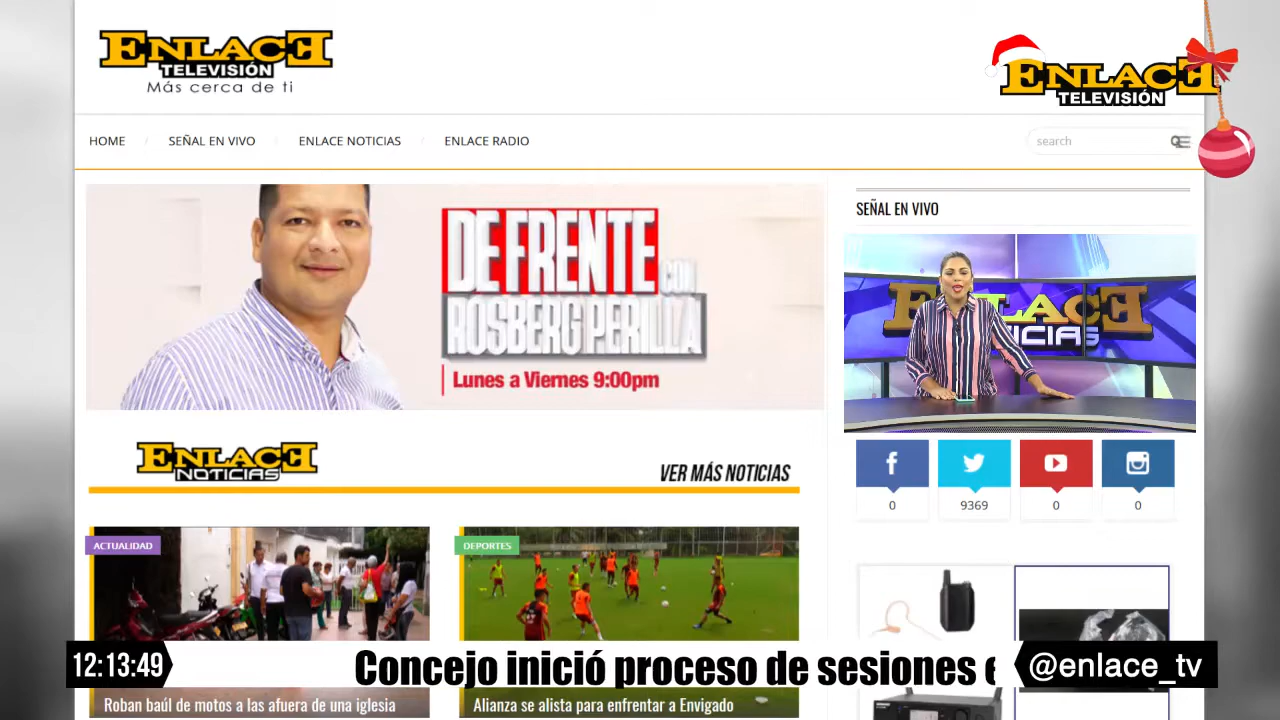 ENLACE
TELEVISIÓN
Más cerca de ti
ENLACE
TELEVISIÓN
HOME / SEÑAL EN VIVO / ENLACE NOTICIAS / ENLACE RADIO
search
DE FRENTE CON
ROSBERG PERILLA
Lunes a Viernes 9:00pm
SEÑAL EN VIVO
ENLACE
NOTICIAS
ENLACE
NOTICIAS
VER MÁS NOTICIAS
0
9369
0
0
ACTUALIDAD
DEPORTES
12:13:49
Concejo inició proceso de sesiones
@enlace_tv
Roban baúl de motos a las afuera de una iglesia
Alianza se alista para enfrentar a Envigado